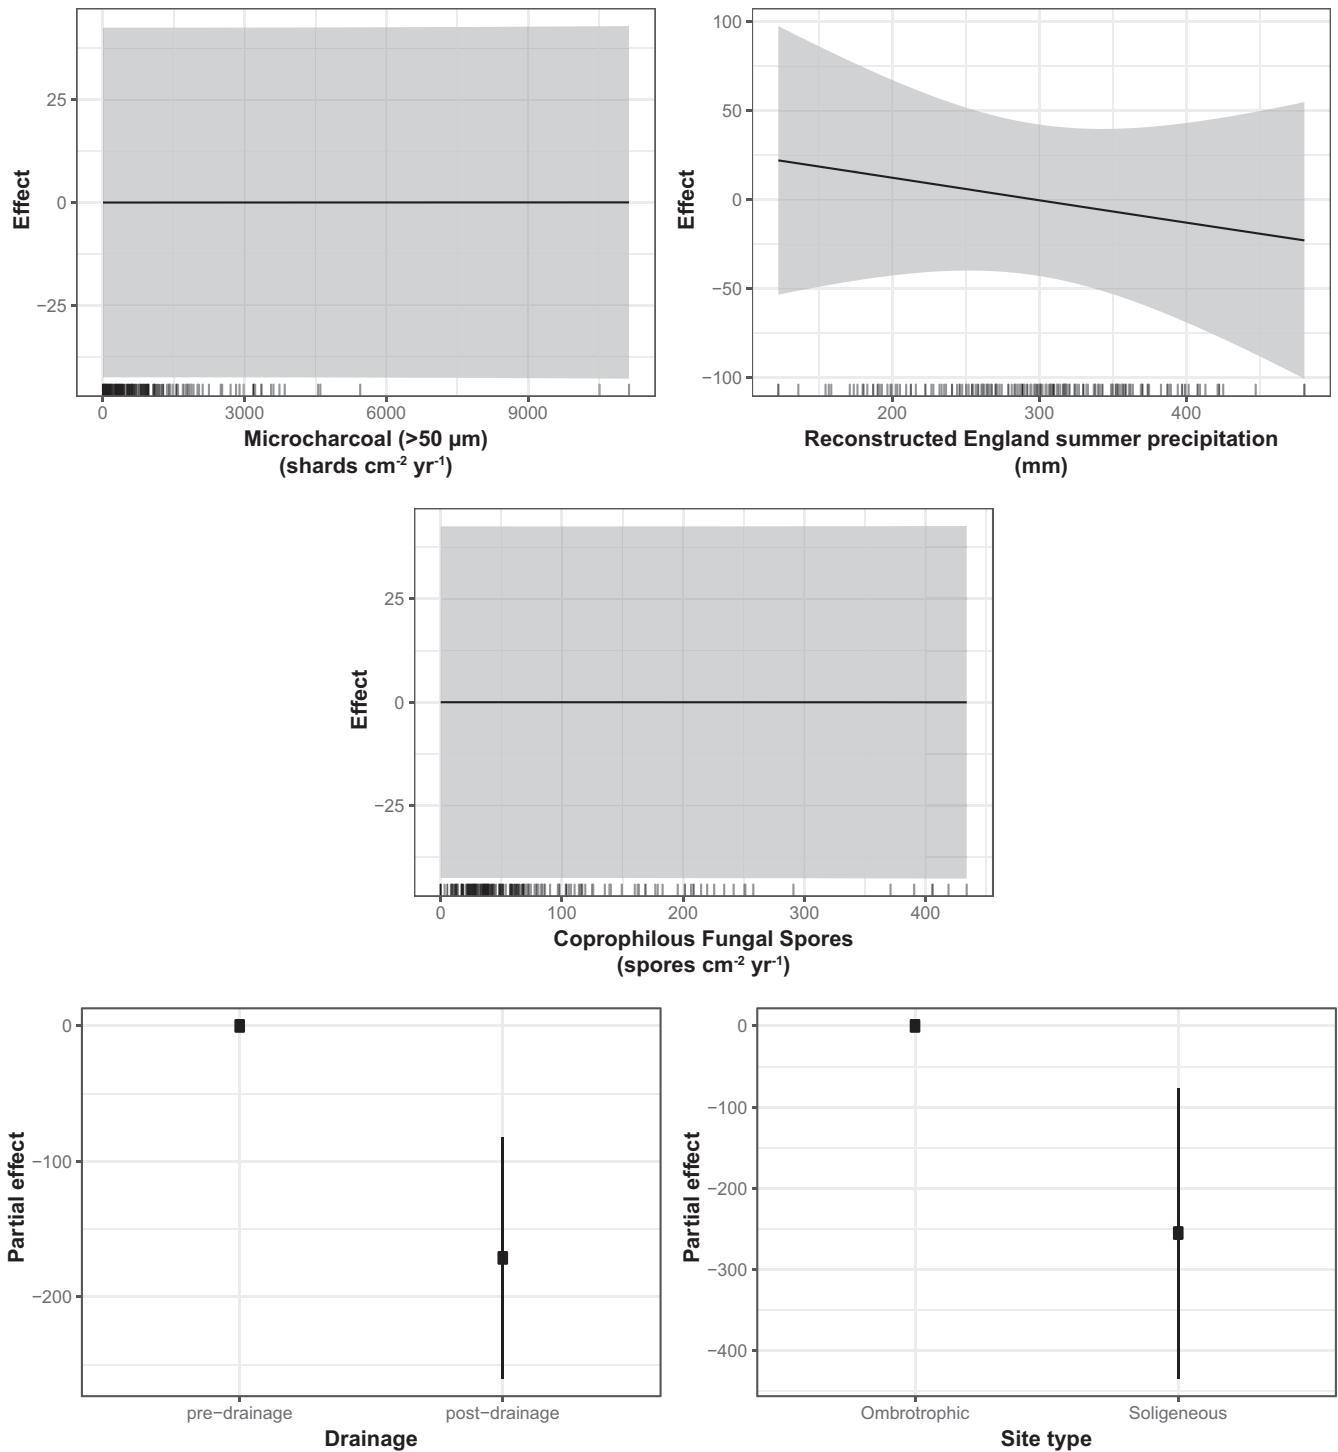 Effect
25
0
−25
0
3000
6000
9000
Microcharcoal (>50 µm)
(shards cm-2 yr-1)
Effect
100
50
0
−50
−100
200
300
400
Reconstructed England summer precipitation
(mm)
Effect
25
0
−25
0
100
200
300
400
Coprophilous Fungal Spores
(spores cm-2 yr-1)
Partial effect
0
−100
−200
pre−drainage
post−drainage
Drainage
Partial effect
0
−100
−200
−300
−400
Ombrotrophic
Soligeneous
Site type